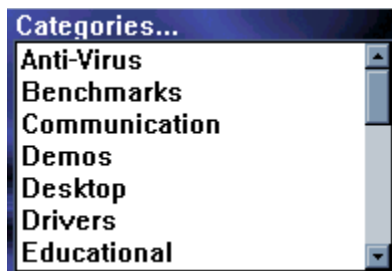 Categories...
Anti-Virus
Benchmarks
Communication
Demos
Desktop
Drivers
Educational